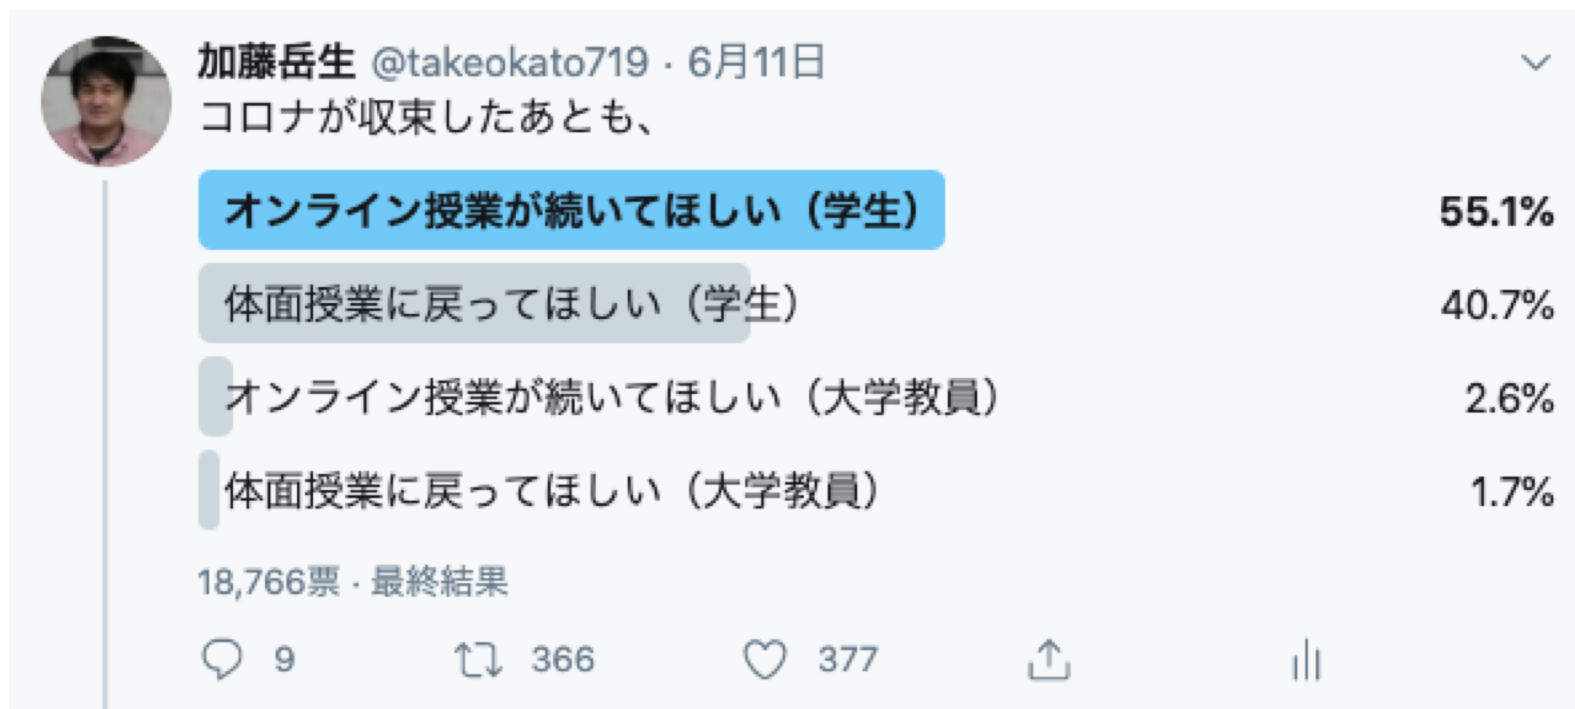 加藤岳生 @takeokato719 · 6月11日
コロナが収束したあとも、
オンライン授業が続いてほしい（学生） 55.1%
体面授業に戻ってほしい（学生） 40.7%
オンライン授業が続いてほしい（大学教員） 2.6%
体面授業に戻ってほしい（大学教員） 1.7%
18,766票 · 最終結果
9 366 377